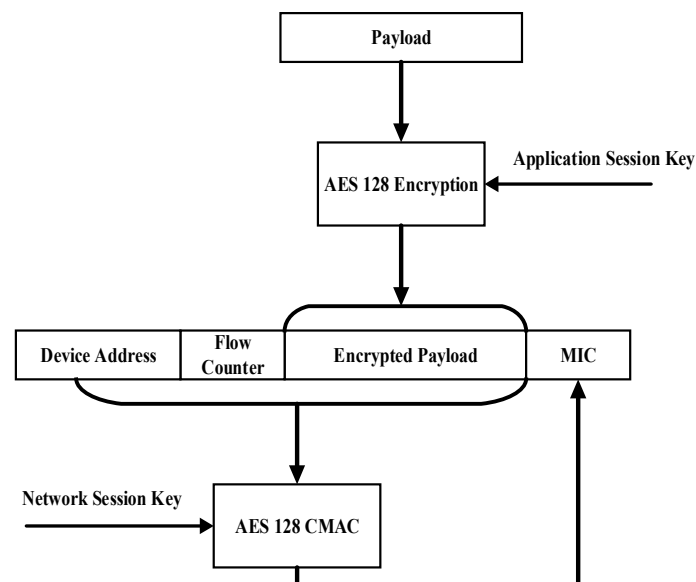 Payload
AES 128 Encryption
Application Session Key
Device Address
Flow
Counter
Encrypted Payload
MIC
Network Session Key
AES 128 CMAC